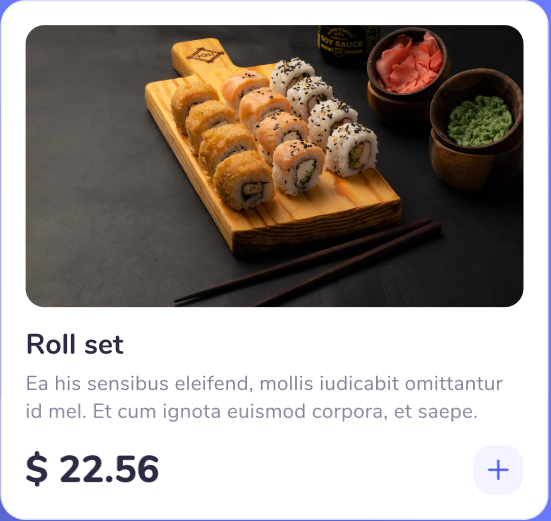 SOY SAUCE
Roll set
Ea his sensibus eleifend, mollis iudicabit omittantur
id mel. Et cum ignota euismod corpora, et saepe.
$ 22.56
+